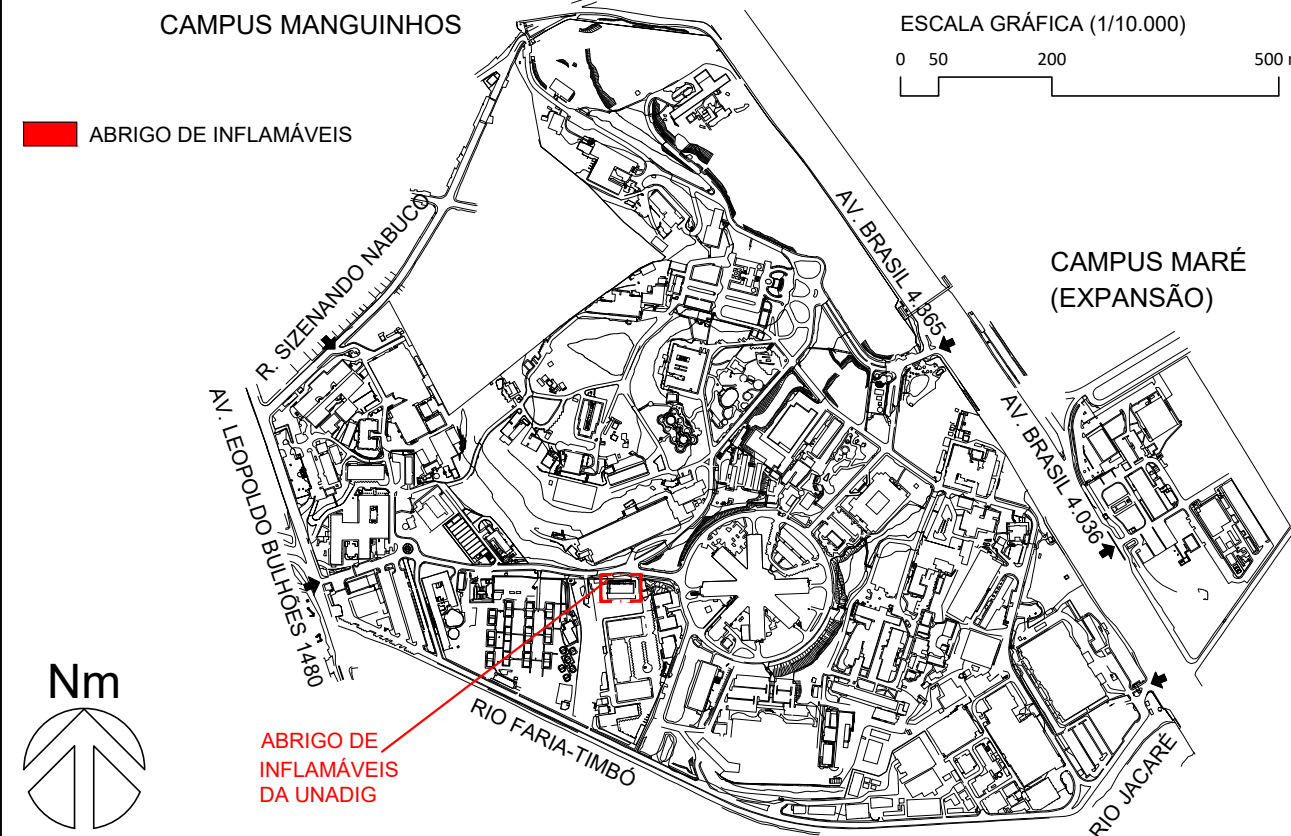 CAMPUS MANGUINHOS
ESCALA GRÁFICA (1/10.000)
0 50 200 500 m
ABRIGO DE INFLAMÁVEIS
R. SIZENANDO NABUCO
AV. BRASIL 4.365
CAMPUS MARÉ
(EXPANSÃO)
AV. LEOPOLDO BULHÕES 1480
AV. BRASIL 4.036
Nm
ABRIGO DE
INFLAMÁVEIS
DA UNADIG
RIO FARIA-TIMBÓ
RIO JACARÉ